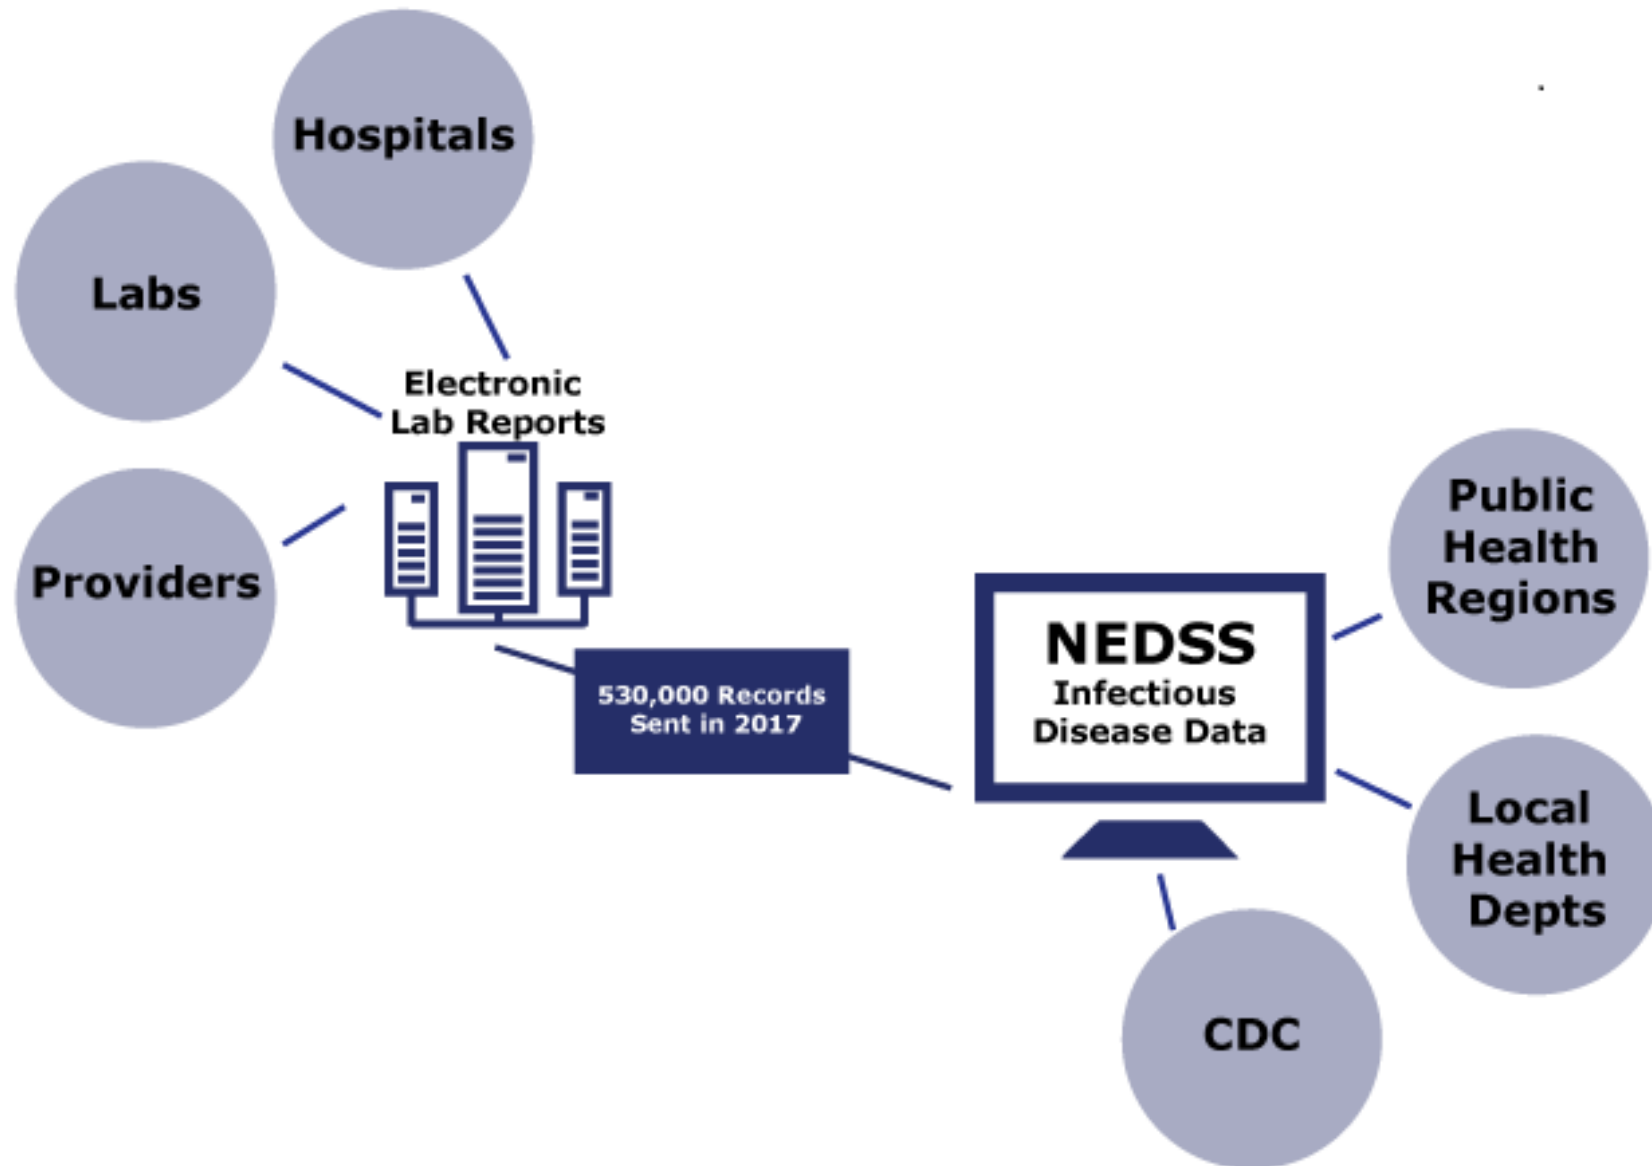 Hospitals
Labs
Electronic
Lab Reports
Providers
530,000 Records
Sent in 2017
NEDSS
Infectious
Disease Data
Public
Health
Regions
Local
Health
Depts
CDC